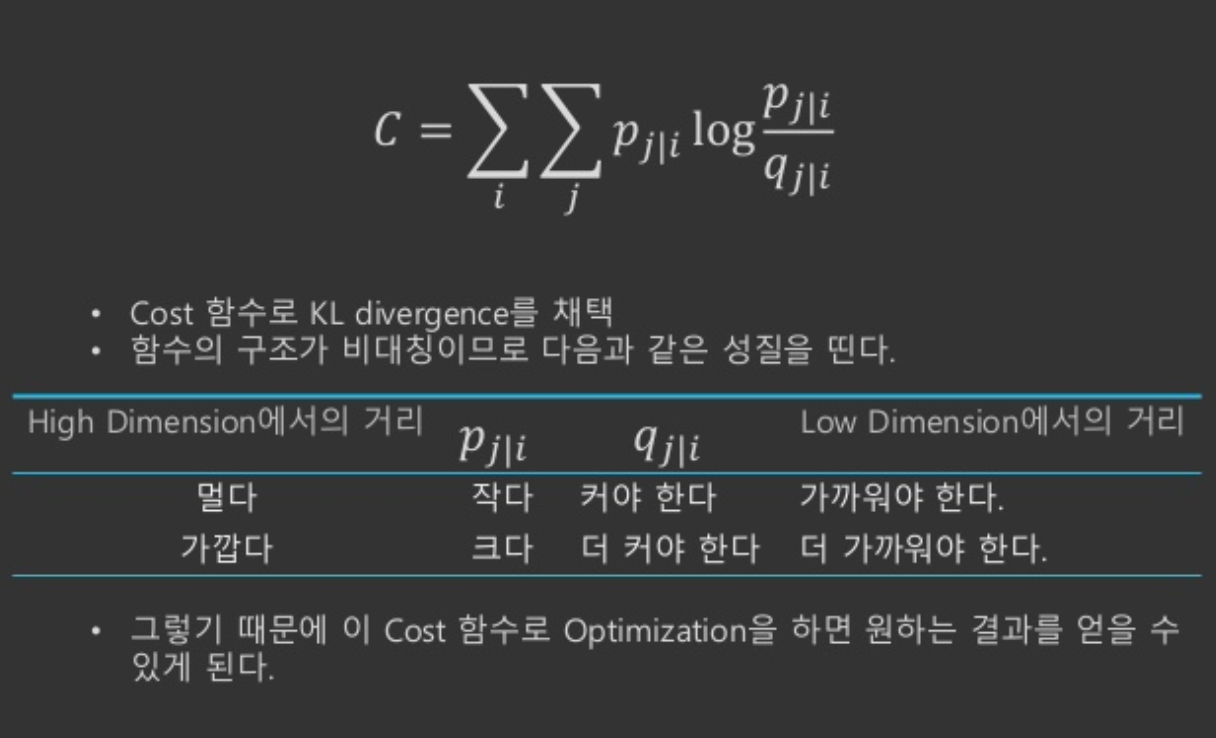 C = ∑_i ∑_j p_{j|i} log p_{j|i} / q_{j|i}
• Cost 함수로 KL divergence를 채택
• 함수의 구조가 비대칭이므로 다음과 같은 성질을 띤다.
High Dimension에서의 거리 p_{j|i} q_{j|i} Low Dimension에서의 거리
멀다 작다 커야 한다 가까워야 한다.
가깝다 크다 더 커야 한다 더 가까워야 한다.
• 그렇기 때문에 이 Cost 함수로 Optimization을 하면 원하는 결과를 얻을 수
있게 된다.